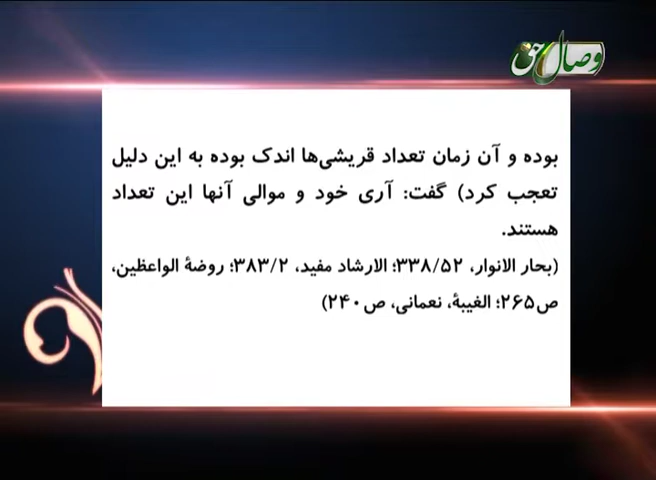 وصال حق
بوده و آن زمان تعداد قریشی‌ها اندک بوده به این دلیل
تعجب کرد) گفت: آری خود و موالی آنها این تعداد
هستند.
(بحار الانوار، ۳۳۸/۵۲؛ الارشاد مفید، ۳۸۳/۲؛ روضة الواعظین،
ص۲۶۵؛ الغیبة، نعمانی، ص۲۴۰)